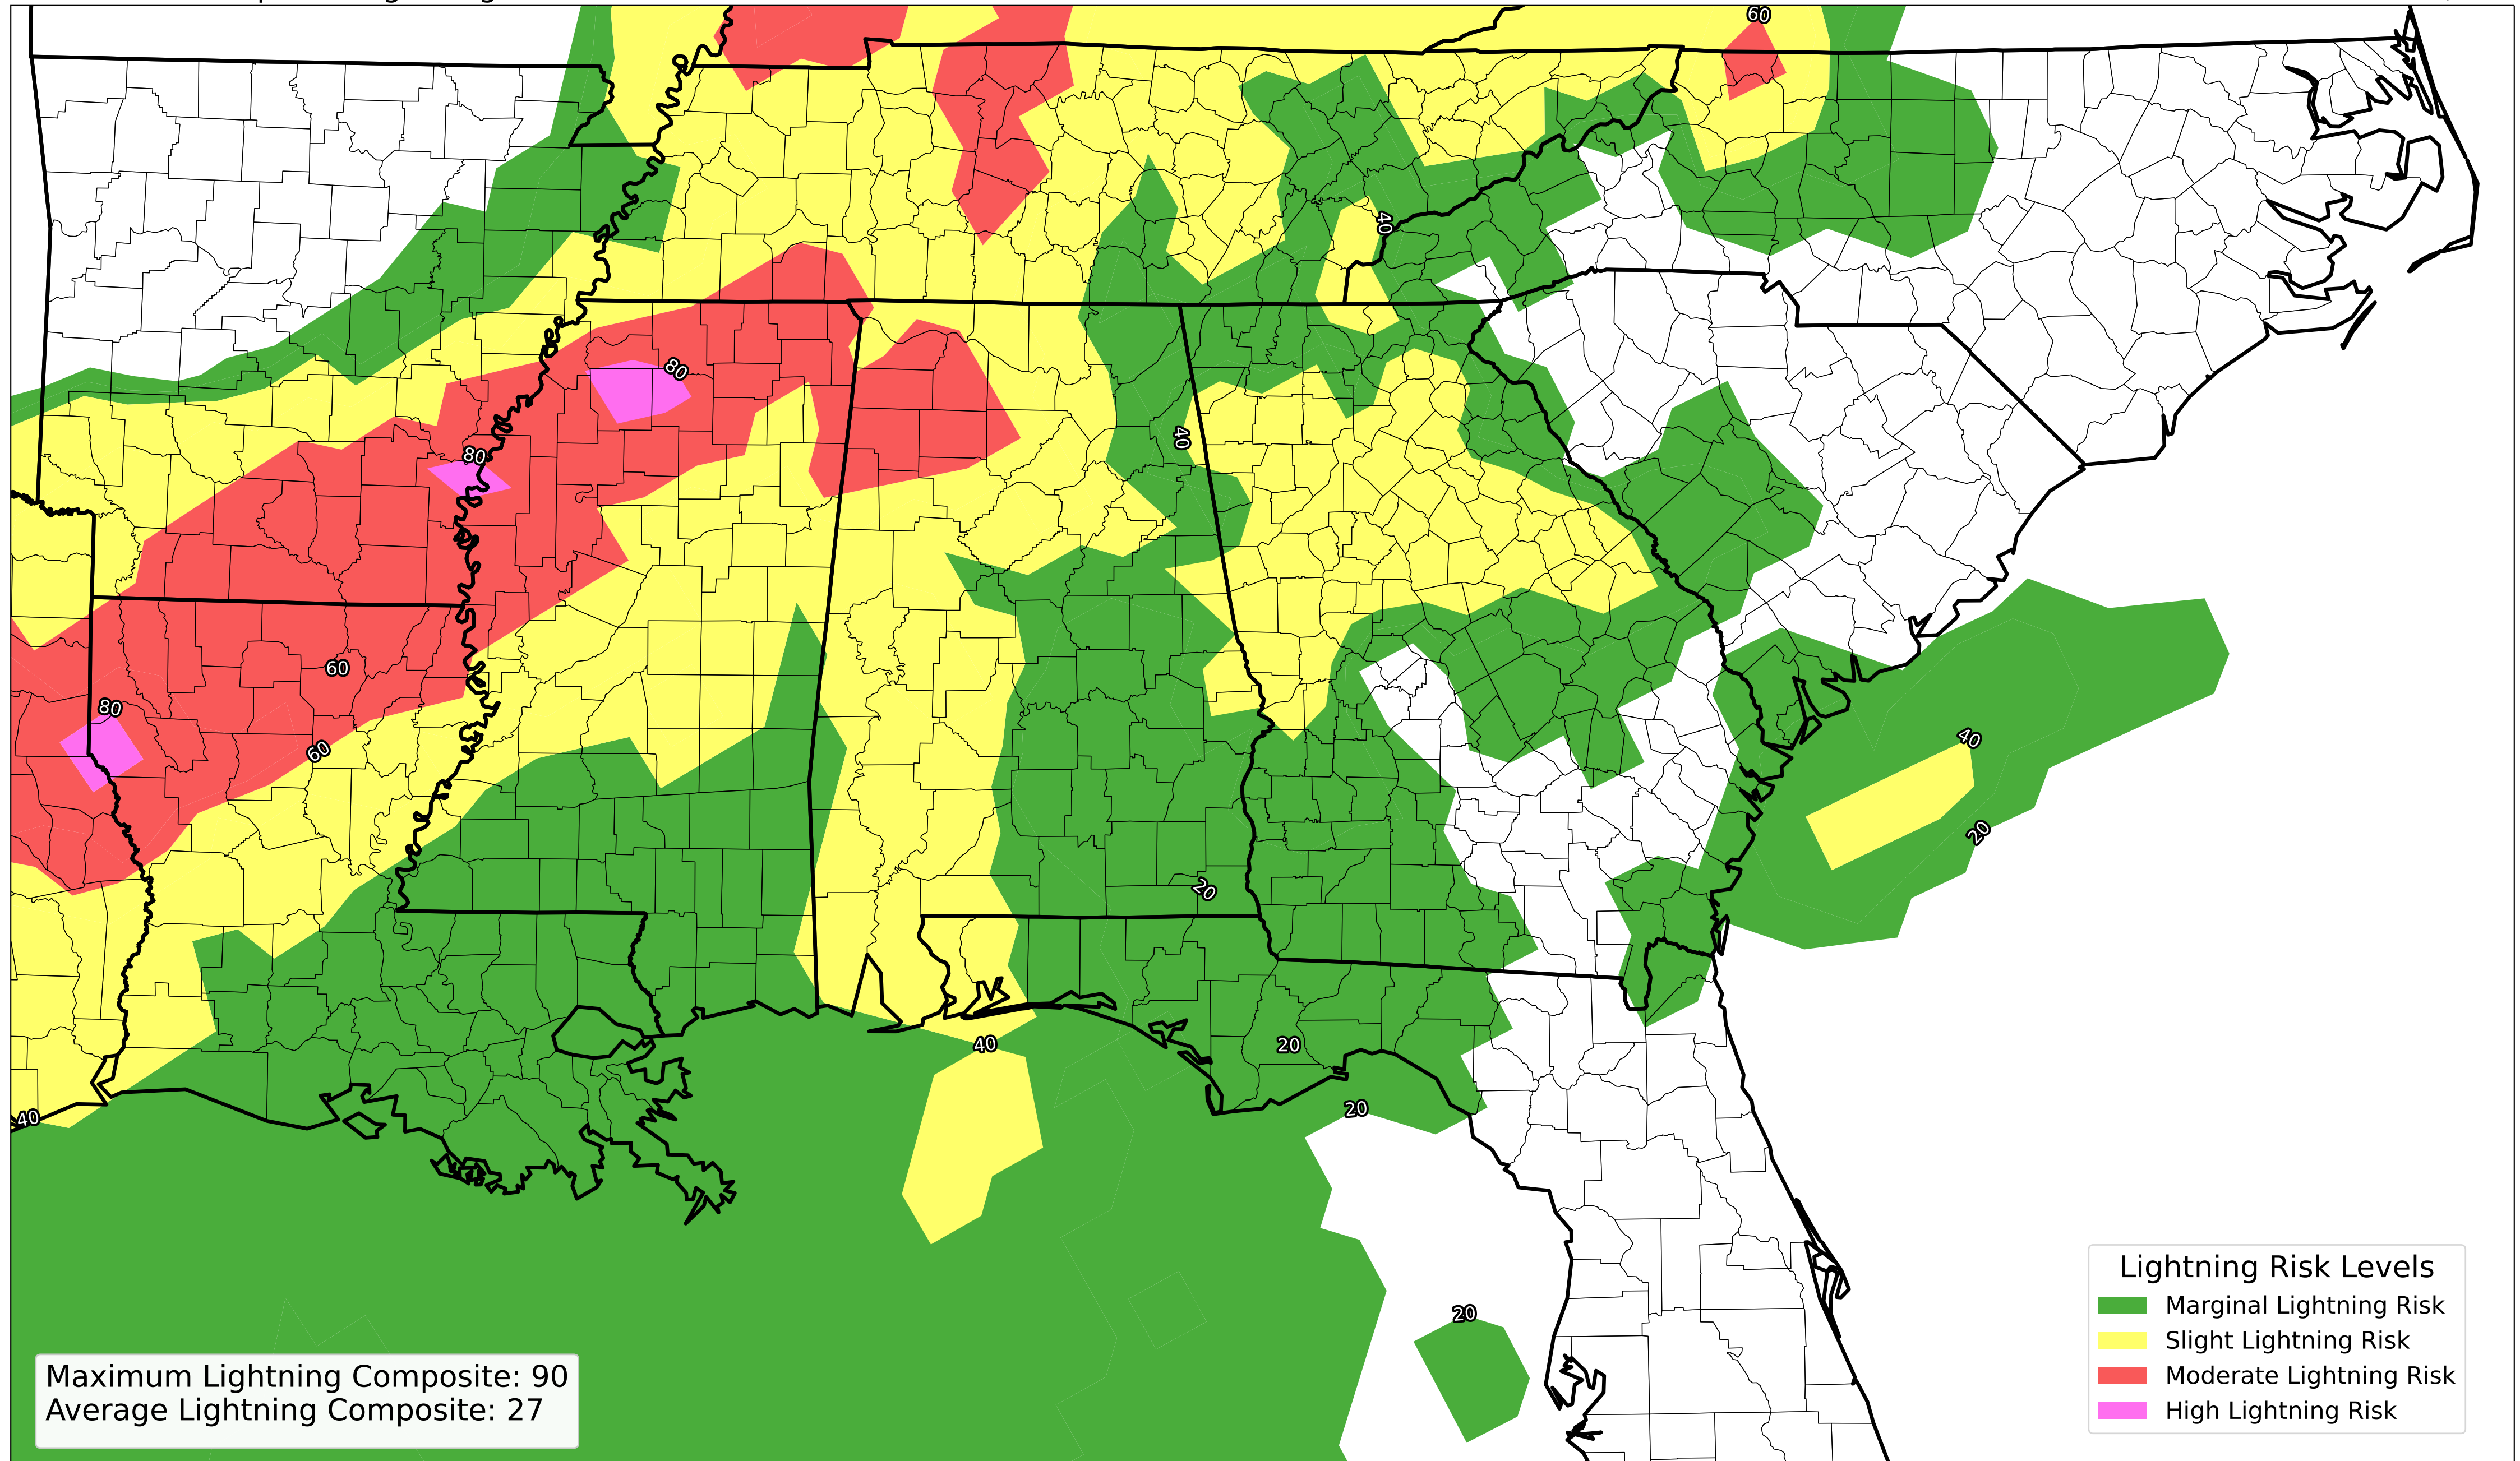 60
40
80
40
80
60
80
60
40
20
20
40
20
20
40
20
Lightning Risk Levels
Marginal Lightning Risk
Slight Lightning Risk
Moderate Lightning Risk
High Lightning Risk
Maximum Lightning Composite: 90
Average Lightning Composite: 27